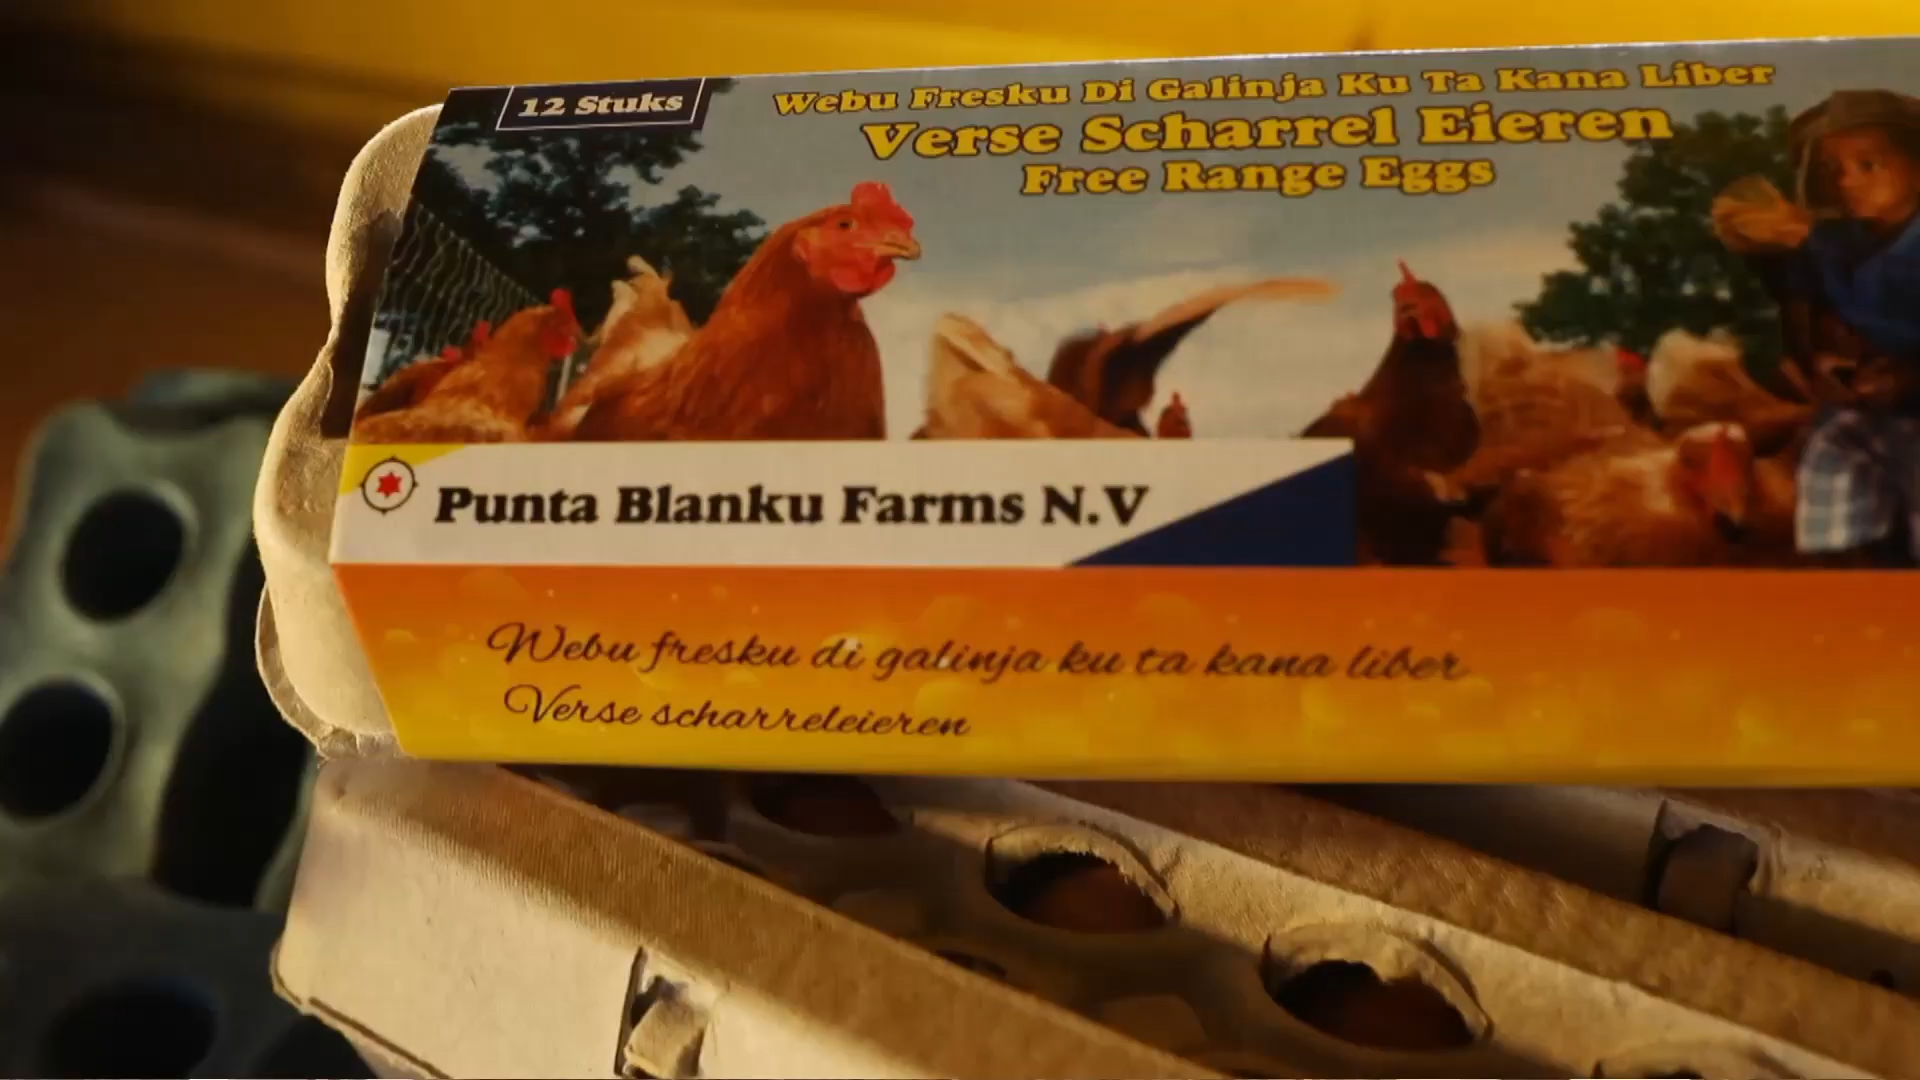 12 Stuks
Webu Fresku Di Galinja Ku Ta Kana Liber
Verse Scharrel Eieren
Free Range Eggs
Punta Blanku Farms N.V
Webu fresku di galinja ku ta kana liber
Verse scharreleieren